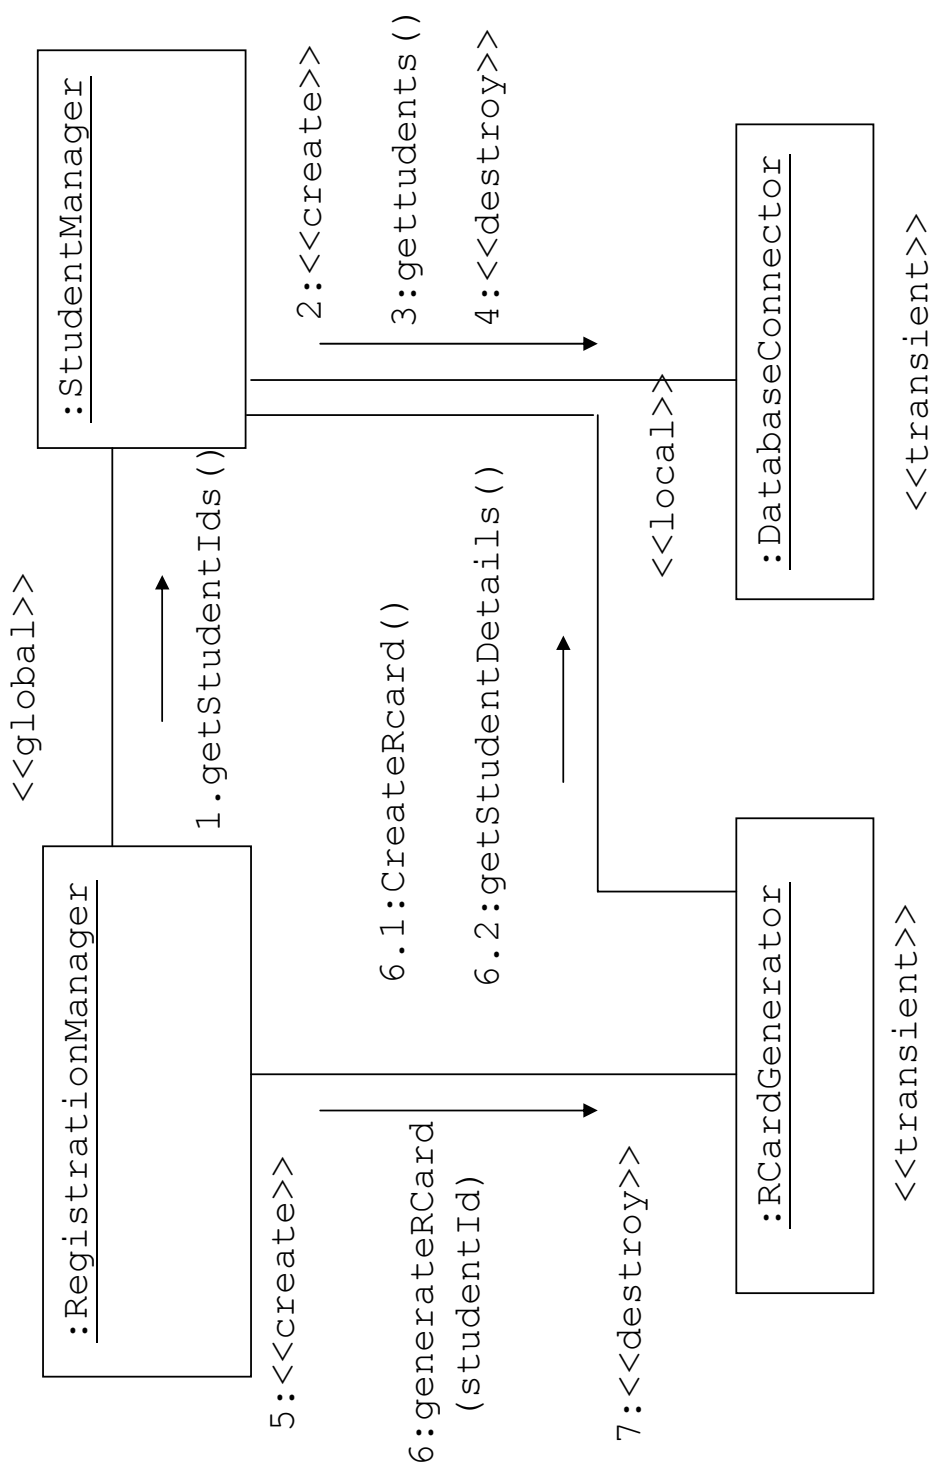 <<global>>
:RegistrationManager
:StudentManager
1.getStudentIds()
5:<<create>>
2:<<create>>
6:generateRCard
(studentId)
6.1:CreateRcard()
3:gettudents()
6.2:getStudentDetails()
4:<<destroy>>
7:<<destroy>>
<<local>>
:RCardGenerator
:DatabaseConnector
<<transient>>
<<transient>>